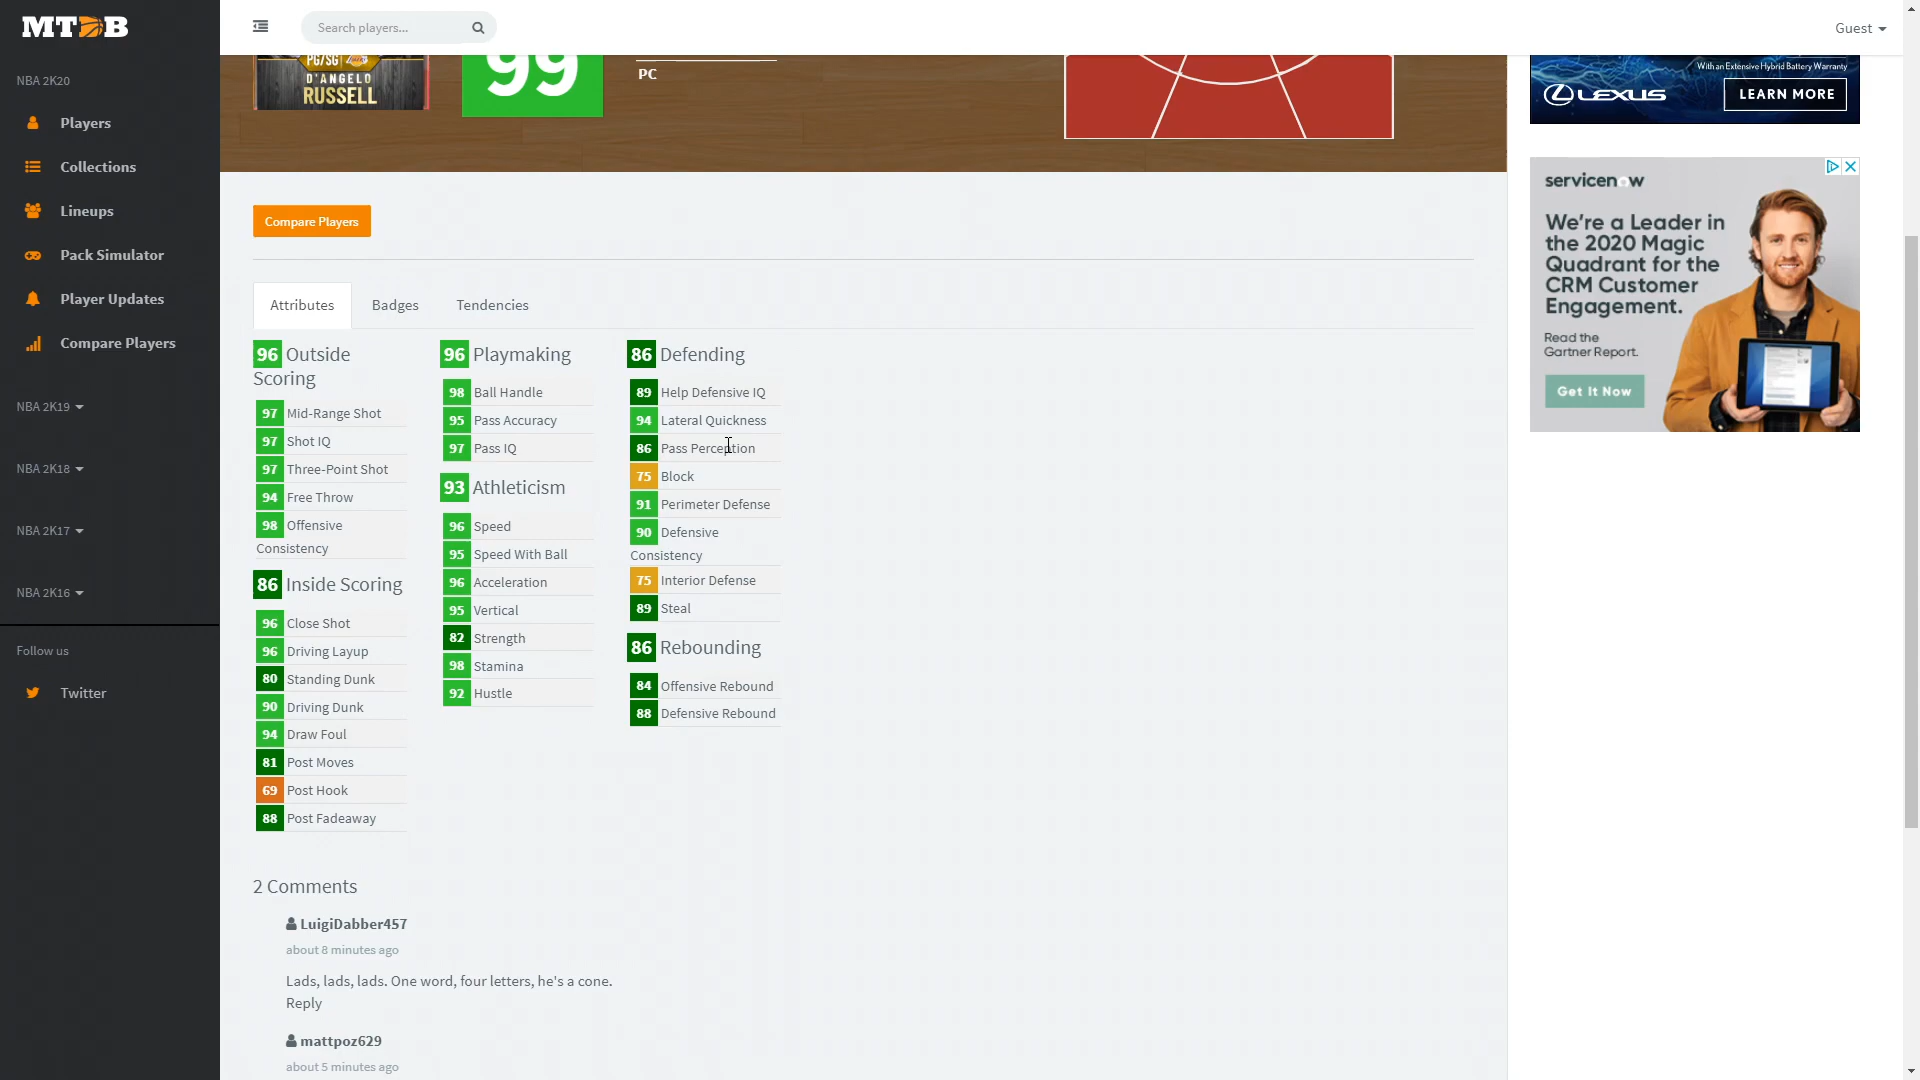 MTDB
Search players...
Guest
NBA 2K20
Players
Collections
Lineups
Pack Simulator
Player Updates
Compare Players
NBA 2K19
NBA 2K18
NBA 2K17
NBA 2K16
Follow us
Twitter
PG/SG
D'ANGELO
RUSSELL
99
PC
Compare Players
Attributes
Badges
Tendencies
96 Outside
Scoring
97 Mid-Range Shot
97 Shot IQ
97 Three-Point Shot
94 Free Throw
98 Offensive
Consistency
86 Inside Scoring
96 Close Shot
96 Driving Layup
80 Standing Dunk
90 Driving Dunk
94 Draw Foul
81 Post Moves
69 Post Hook
88 Post Fadeaway
96 Playmaking
98 Ball Handle
95 Pass Accuracy
97 Pass IQ
93 Athleticism
96 Speed
95 Speed With Ball
96 Acceleration
95 Vertical
82 Strength
98 Stamina
92 Hustle
86 Defending
89 Help Defensive IQ
94 Lateral Quickness
86 Pass Perception
75 Block
91 Perimeter Defense
90 Defensive
Consistency
75 Interior Defense
89 Steal
86 Rebounding
84 Offensive Rebound
88 Defensive Rebound
2 Comments
LuigiDabber457
about 8 minutes ago
Lads, lads, lads. One word, four letters, he's a cone.
Reply
mattpoz629
about 5 minutes ago
With an Extensive Hybrid Battery Warranty
LEXUS
LEARN MORE
servicenow
We're a Leader in
the 2020 Magic
Quadrant for the
CRM Customer
Engagement.
Read the
Gartner Report.
Get It Now